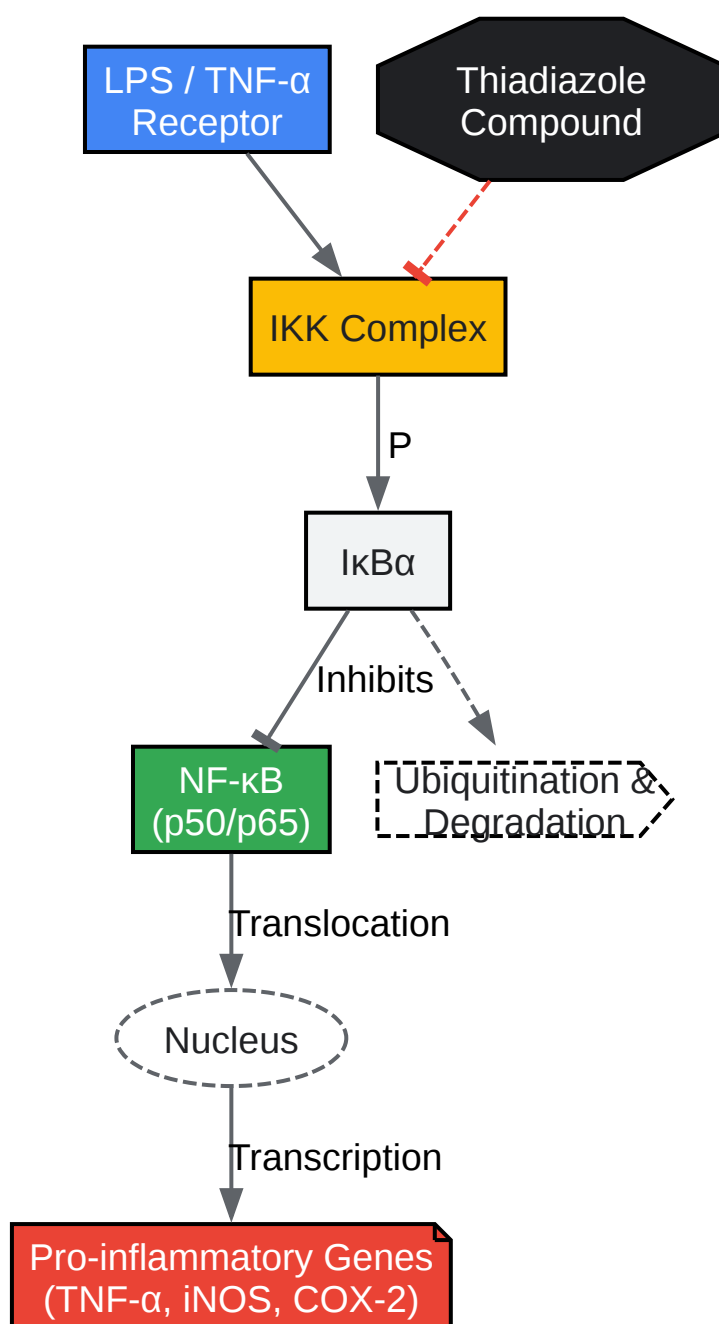 LPS / TNF-α
Receptor
Thiadiazole
Compound
IKK Complex
P
IκBα
Inhibits
NF-κB
(p50/p65)
Ubiquitination &
Degradation
Translocation
Nucleus
Transcription
Pro-inflammatory Genes
(TNF-α, iNOS, COX-2)